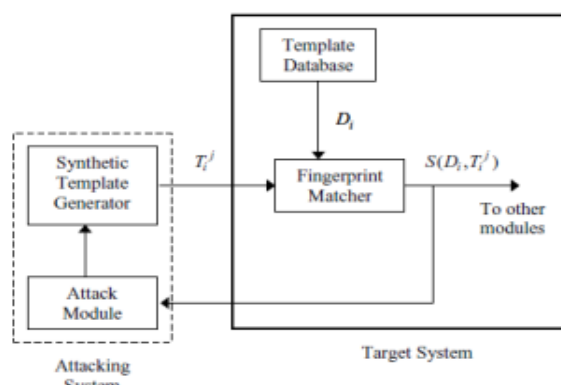 Template
Database
D_i
Synthetic
Template
Generator
T_i^j
Fingerprint
Matcher
S(D_i,T_i^j)
To other
modules
Attack
Module
Target System
Attacking
System